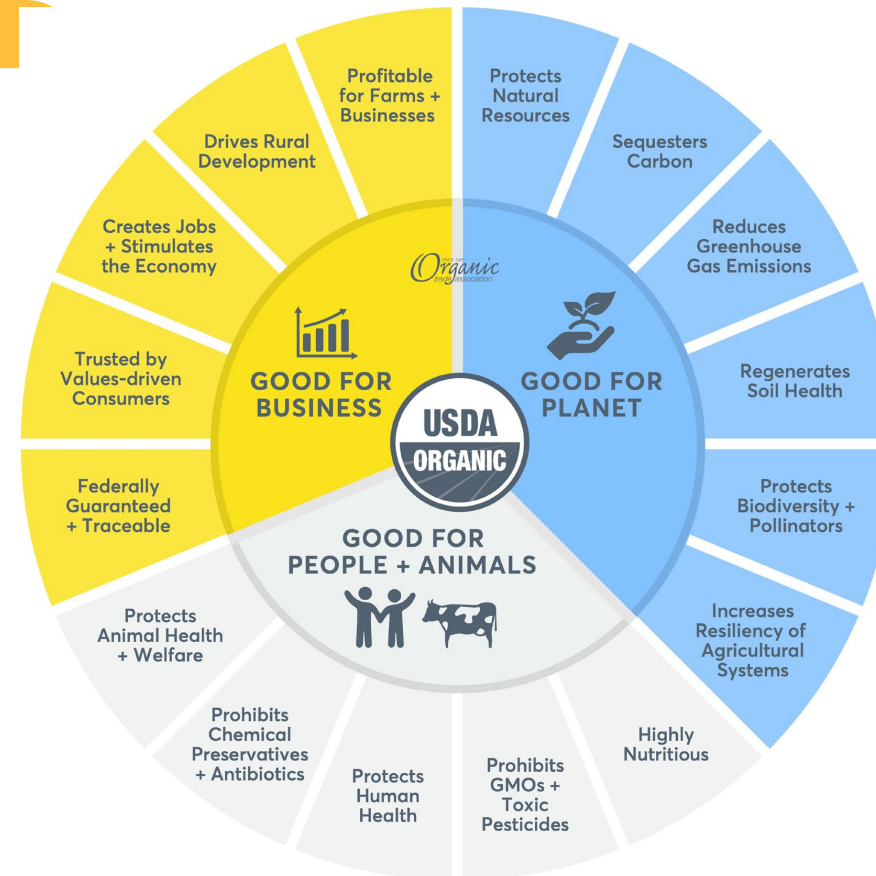 Profitable
for Farms +
Businesses
Drives Rural
Development
Creates Jobs
+ Stimulates
the Economy
Trusted by
Values-driven
Consumers
Federally
Guaranteed
+ Traceable
Protects
Natural
Resources
Sequesters
Carbon
Reduces
Greenhouse
Gas Emissions
Regenerates
Soil Health
Protects
Biodiversity +
Pollinators
Increases
Resiliency of
Agricultural
Systems
Organic
trade association
GOOD FOR
BUSINESS
GOOD FOR
PLANET
USDA
ORGANIC
GOOD FOR
PEOPLE + ANIMALS
Protects
Animal Health
+ Welfare
Prohibits
Chemical
Preservatives
+ Antibiotics
Protects
Human
Health
Prohibits
GMOs +
Toxic
Pesticides
Highly
Nutritious